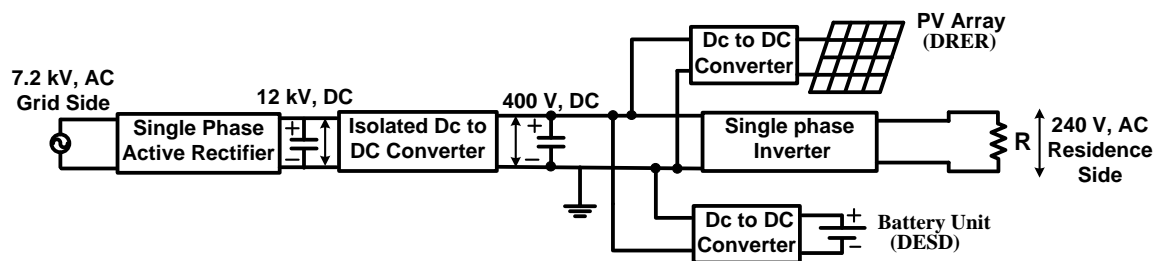 7.2 kV, AC
Grid Side
Single Phase
Active Rectifier
12 kV, DC
+
−
Isolated Dc to
DC Converter
400 V, DC
+
−
Dc to DC
Converter
PV Array
(DRER)
Single phase
Inverter
R
240 V, AC
Residence
Side
Dc to DC
Converter
+
−
Battery Unit
(DESD)